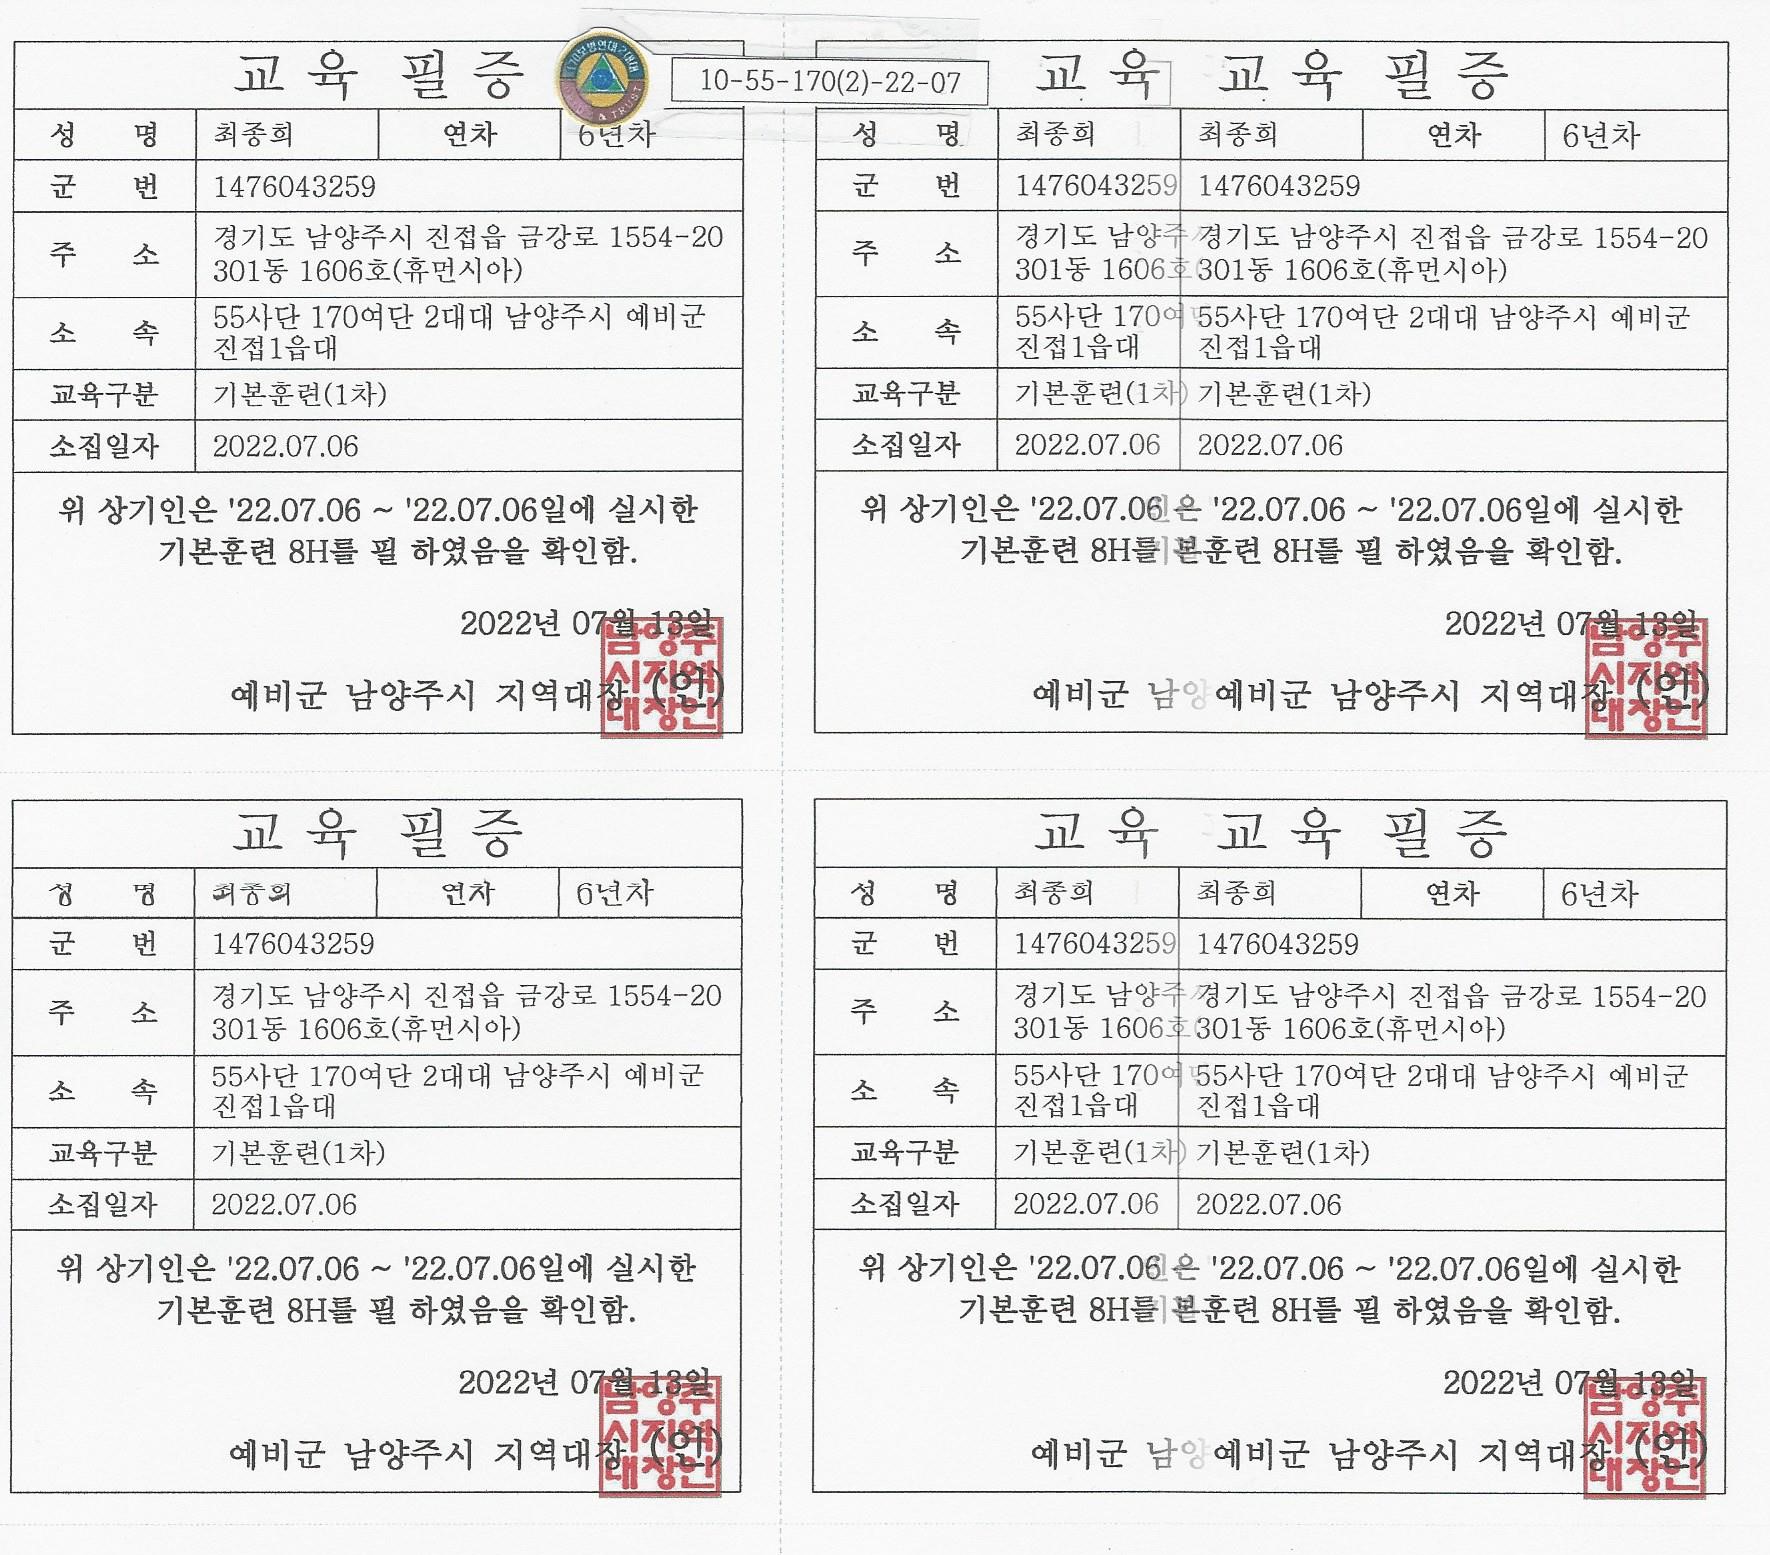 교 육 필 증
10-55-170(2)-22-07
성 명 최종희 연차 6년차
군 번 1476043259
주 소 경기도 남양주시 진접읍 금강로 1554-20
301동 1606호(휴먼시아)
소 속 55사단 170여단 2대대 남양주시 예비군
진접1읍대
교육구분 기본훈련(1차)
소집일자 2022.07.06
위 상기인은 '22.07.06 ~ '22.07.06일에 실시한
기본훈련 8H를 필 하였음을 확인함.
2022년 07월 13일
예비군 남양주시 지역대장 (인)
남양주
시지역
대장인
교 육 교 육 필 증
성 명 최종희 최종희 연차 6년차
군 번 1476043259 1476043259
주 소 경기도 남양주 경기도 남양주시 진접읍 금강로 1554-20
301동 1606호(301동 1606호(휴먼시아)
소 속 55사단 170여 55사단 170여단 2대대 남양주시 예비군
진접1읍대 진접1읍대
교육구분 기본훈련(1차) 기본훈련(1차)
소집일자 2022.07.06 2022.07.06
위 상기인은 '22.07.06인은 '22.07.06 ~ '22.07.06일에 실시한
기본훈련 8H를 기본훈련 8H를 필 하였음을 확인함.
2022년 07월 13일
예비군 남양예비군 남양주시 지역대장 (인)
남양주
시지역
대장인
교 육 필 증
성 명 최종희 연차 6년차
군 번 1476043259
주 소 경기도 남양주시 진접읍 금강로 1554-20
301동 1606호(휴먼시아)
소 속 55사단 170여단 2대대 남양주시 예비군
진접1읍대
교육구분 기본훈련(1차)
소집일자 2022.07.06
위 상기인은 '22.07.06 ~ '22.07.06일에 실시한
기본훈련 8H를 필 하였음을 확인함.
2022년 07월 13일
예비군 남양주시 지역대장 (인)
남양주
시지역
대장인
교 육 교 육 필 증
성 명 최종희 최종희 연차 6년차
군 번 1476043259 1476043259
주 소 경기도 남양주 경기도 남양주시 진접읍 금강로 1554-20
301동 1606호(301동 1606호(휴먼시아)
소 속 55사단 170여 55사단 170여단 2대대 남양주시 예비군
진접1읍대 진접1읍대
교육구분 기본훈련(1차) 기본훈련(1차)
소집일자 2022.07.06 2022.07.06
위 상기인은 '22.07.06인은 '22.07.06 ~ '22.07.06일에 실시한
기본훈련 8H를 기본훈련 8H를 필 하였음을 확인함.
2022년 07월 13일
예비군 남양예비군 남양주시 지역대장 (인)
남양주
시지역
대장인